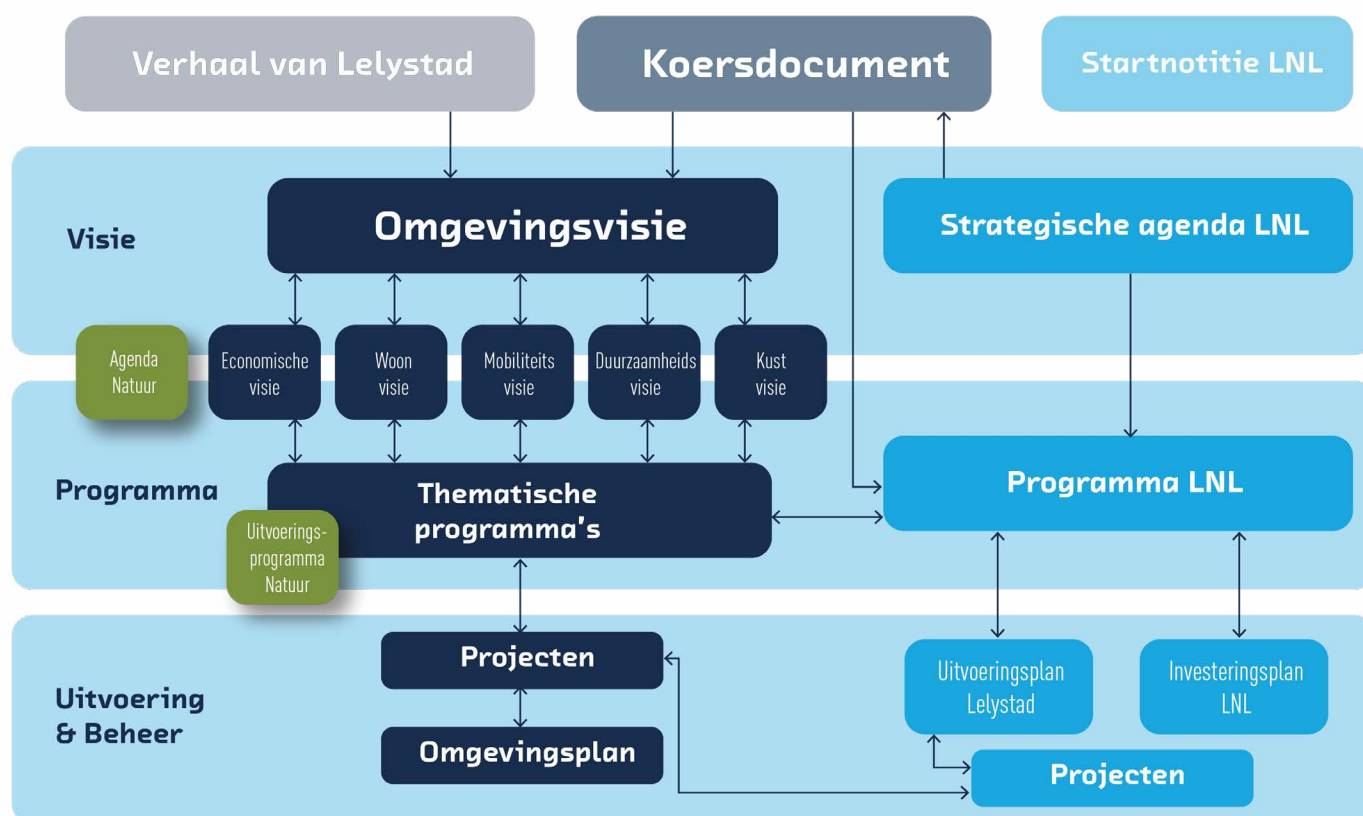 Verhaal van Lelystad
Koersdocument
Startnotitie LNL
Visie
Omgevingsvisie
Strategische agenda LNL
Agenda
Natuur
Economische
visie
Woon
visie
Mobiliteits
visie
Duurzaamheids
visie
Kust
visie
Programma
Thematische
programma's
Programma LNL
Uitvoerings-
programma
Natuur
Uitvoering
& Beheer
Projecten
Omgevingsplan
Uitvoeringsplan
Lelystad
Investeringsplan
LNL
Projecten